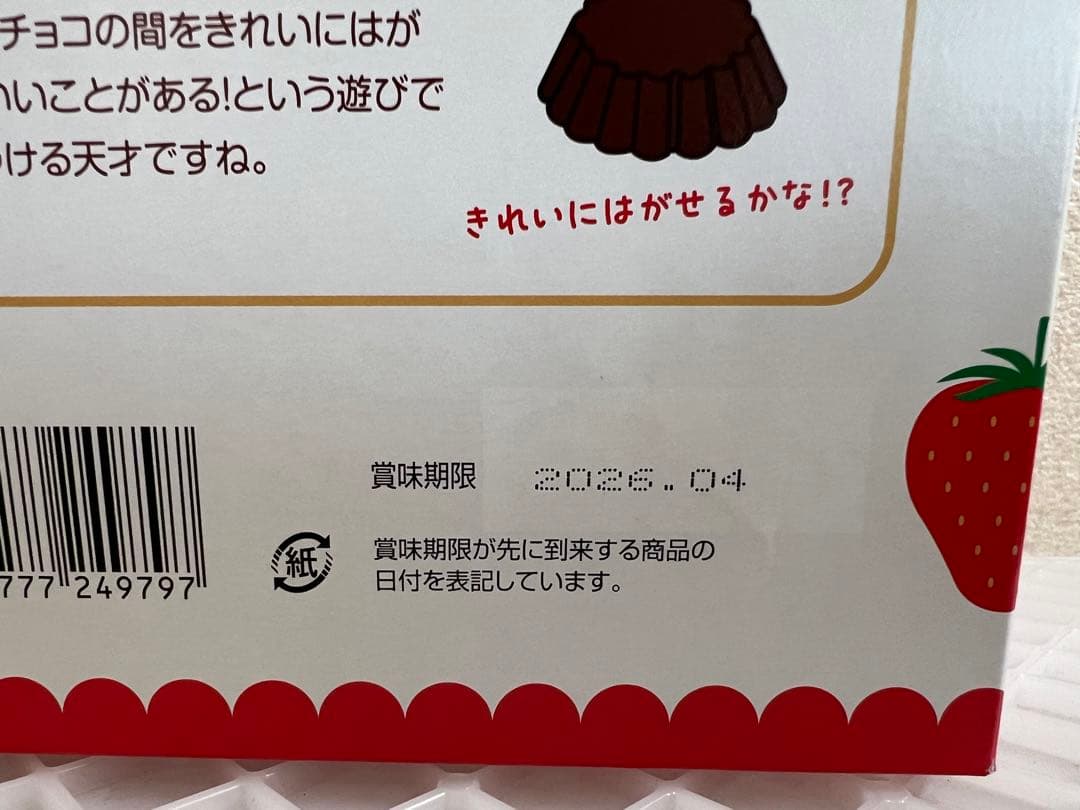 チョコの間をきれいにはが
いいことがある!という遊びで
ける天才ですね。
きれいにはがせるかな!?
賞味期限 2026.04
紙
賞味期限が先に到来する商品の
日付を表記しています。
777 249797